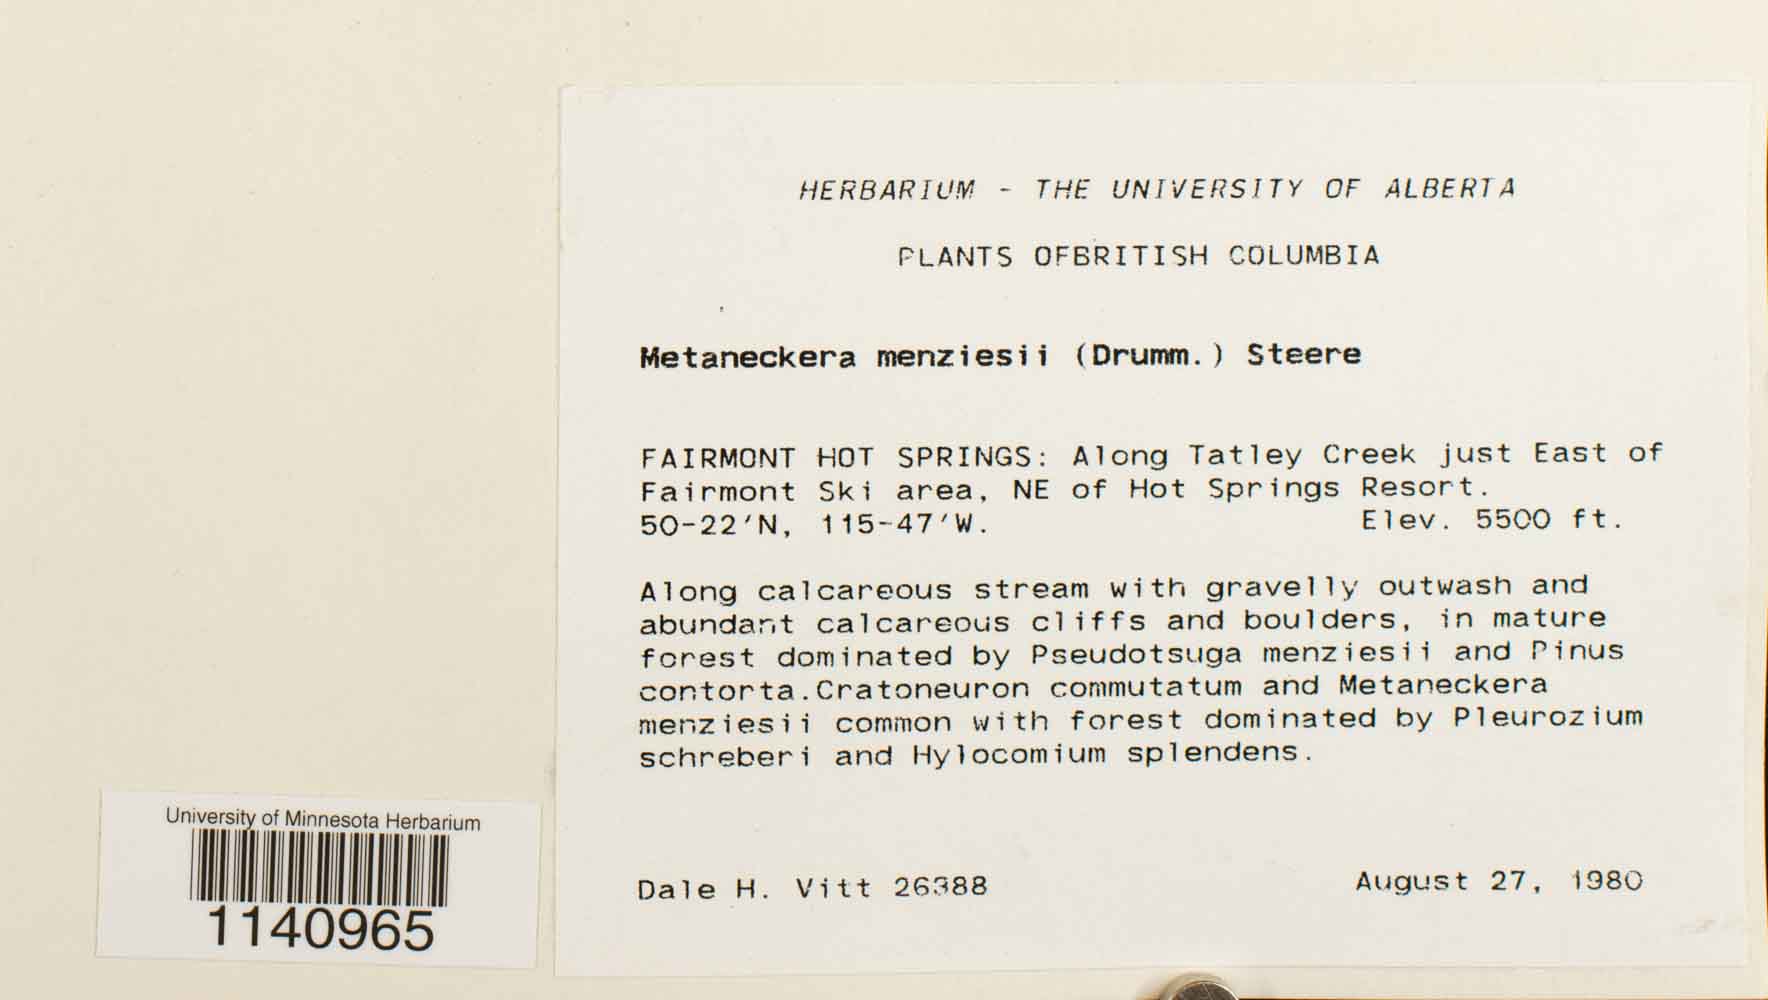 HERBARIUM - THE UNIVERSITY OF ALBERTA
PLANTS OFBRITISH COLUMBIA
Metaneckera menziesii (Drumm.) Steere
FAIRMONT HOT SPRINGS: Along Tatley Creek just East of
Fairmont Ski area, NE of Hot Springs Resort.
50-22'N, 115-47'W. Elev. 5500 ft.
Along calcareous stream with gravelly outwash and
abundant calcareous cliffs and boulders, in mature
forest dominated by Pseudotsuga menziesii and Pinus
contorta.Cratoneuron commutatum and Metaneckera
menziesii common with forest dominated by Pleurozium
schreberi and Hylocomium splendens.
Dale H. Vitt 26388 August 27, 1980
University of Minnesota Herbarium
1140965